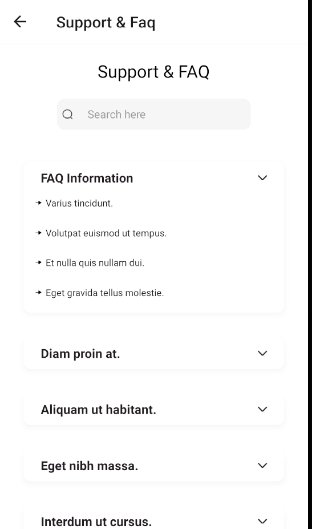 Support & Faq
Support & FAQ
Search here
FAQ Information
Varius tincidunt.
Volutpat euismod ut tempus.
Et nulla quis nullam dui.
Eget gravida tellus molestie.
Diam proin at.
Aliquam ut habitant.
Eget nibh massa.
Interdum ut cursus.